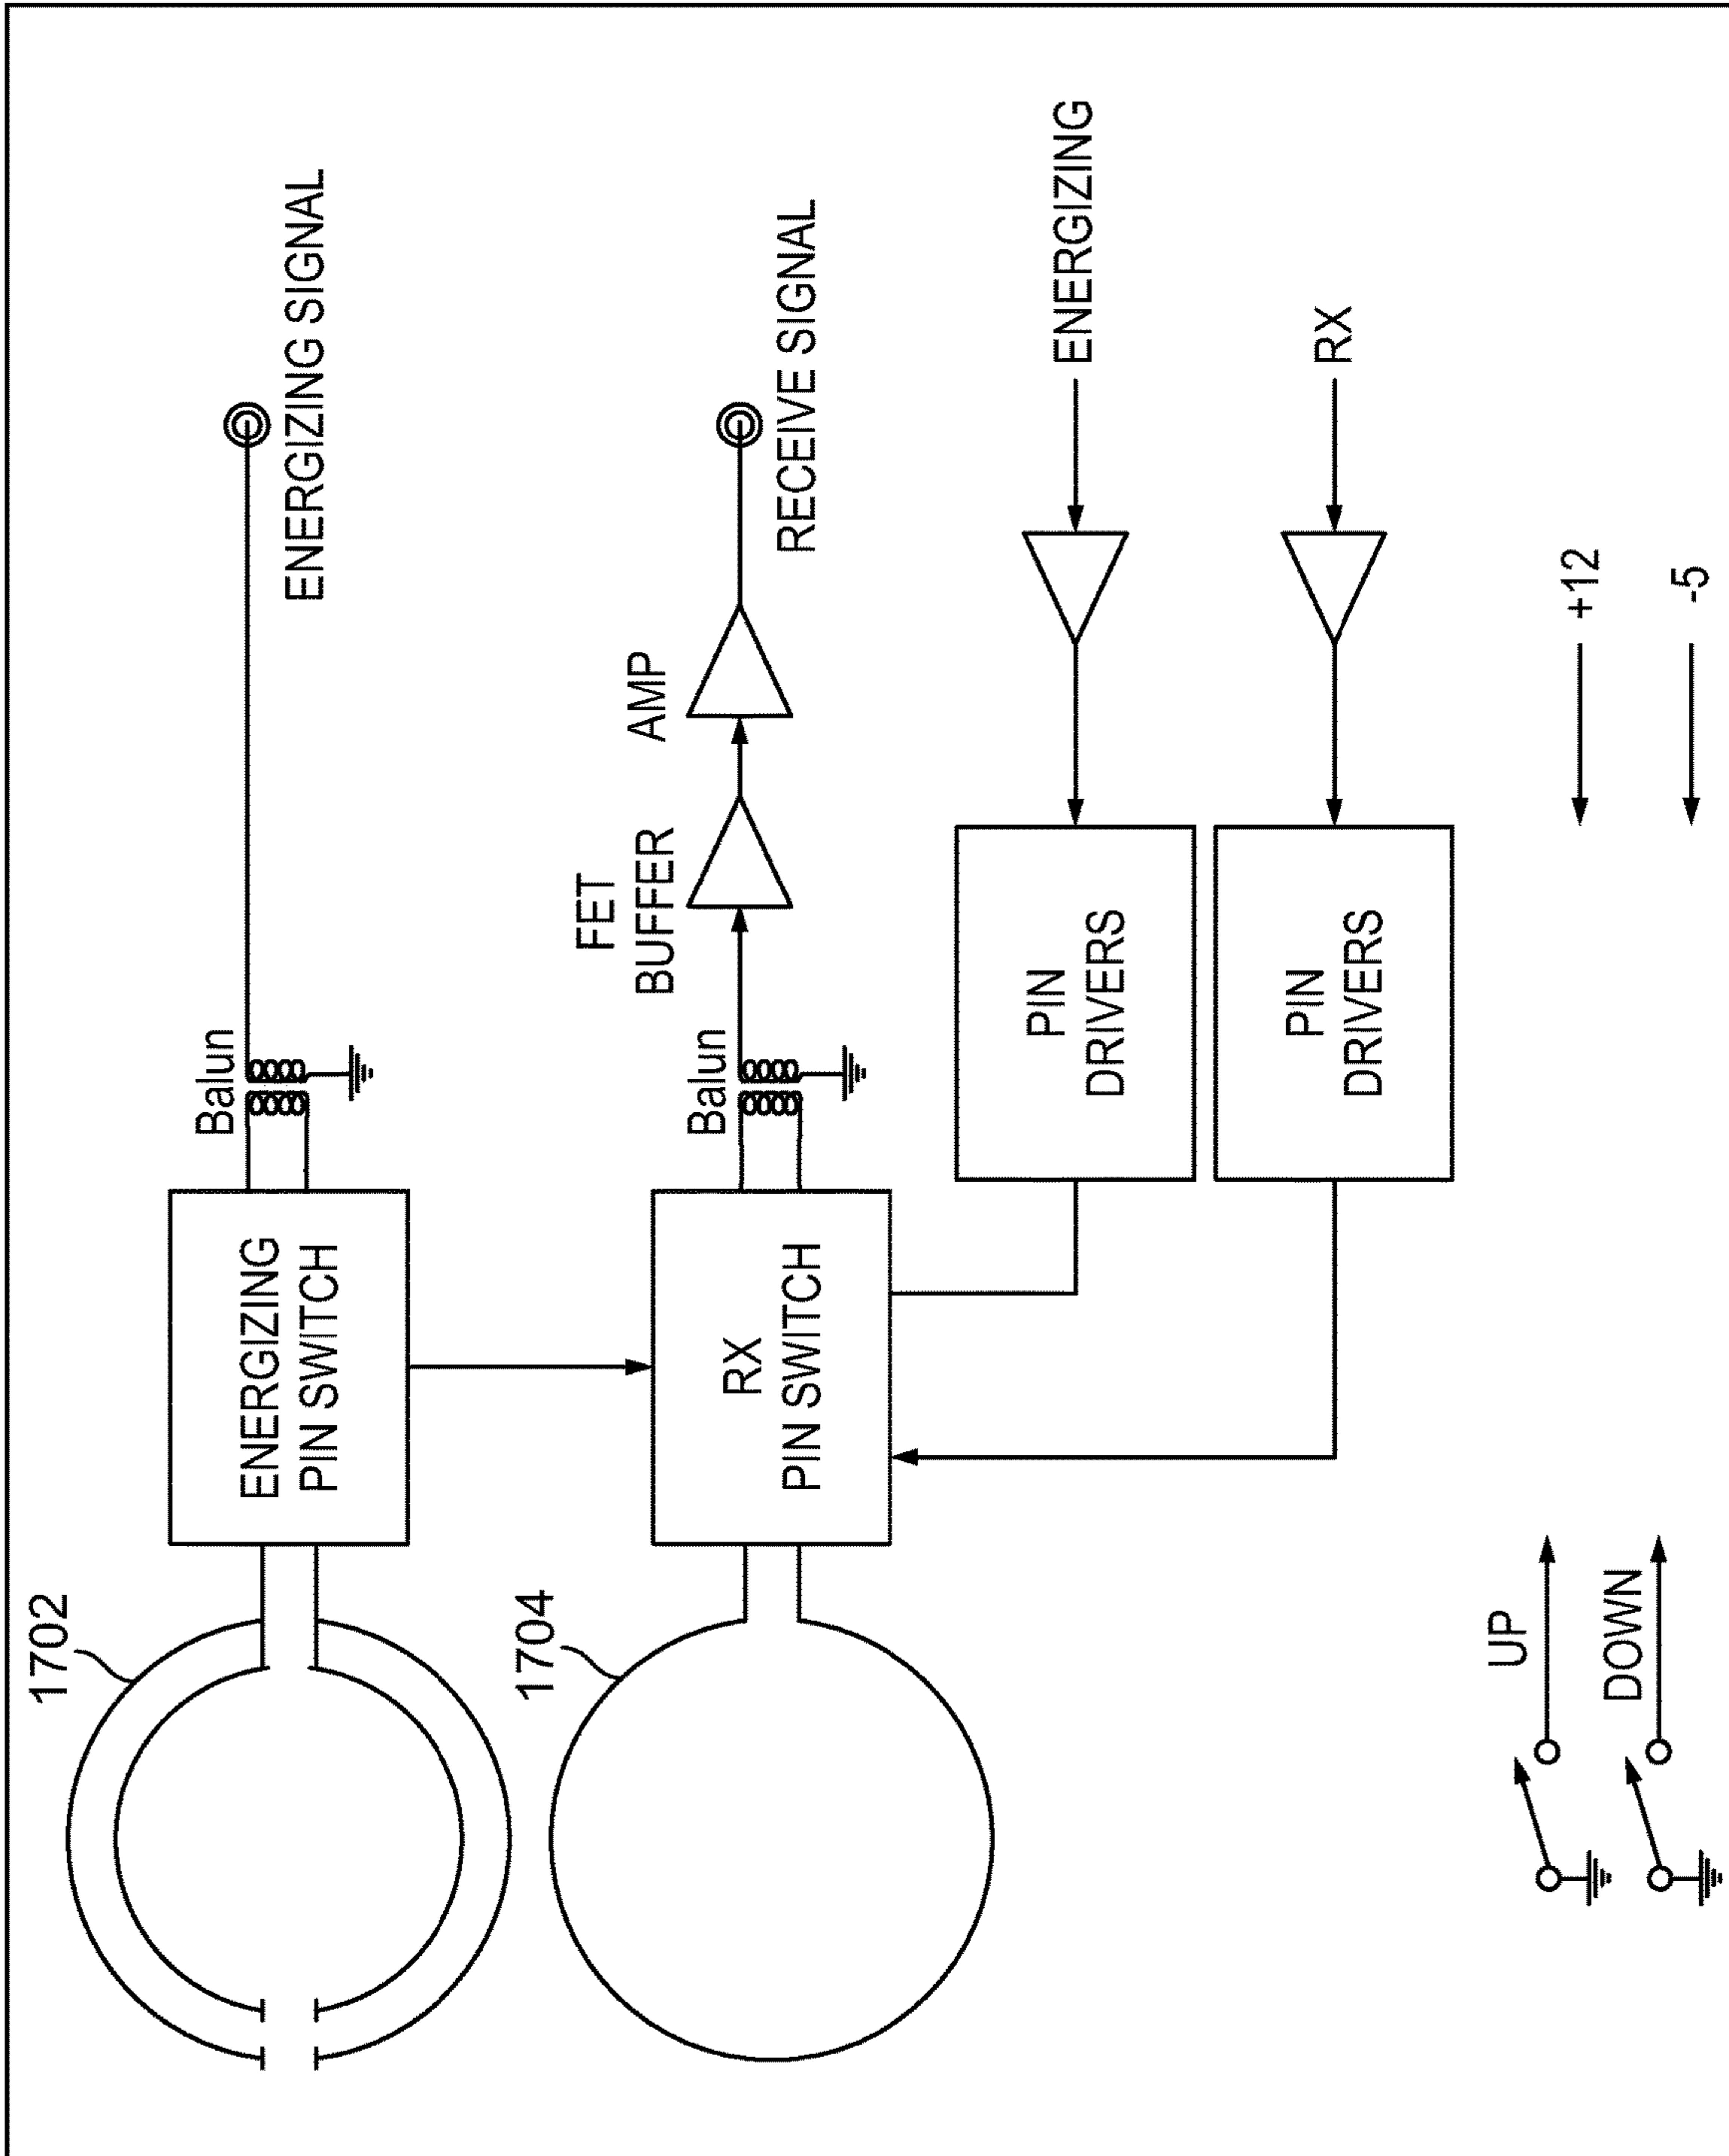 1702
ENERGIZING
PIN SWITCH
Balun
ENERGIZING SIGNAL
1704
RX
PIN SWITCH
Balun
FET
BUFFER
AMP
RECEIVE SIGNAL
PIN
DRIVERS
ENERGIZING
PIN
DRIVERS
RX
UP
DOWN
+12
-5